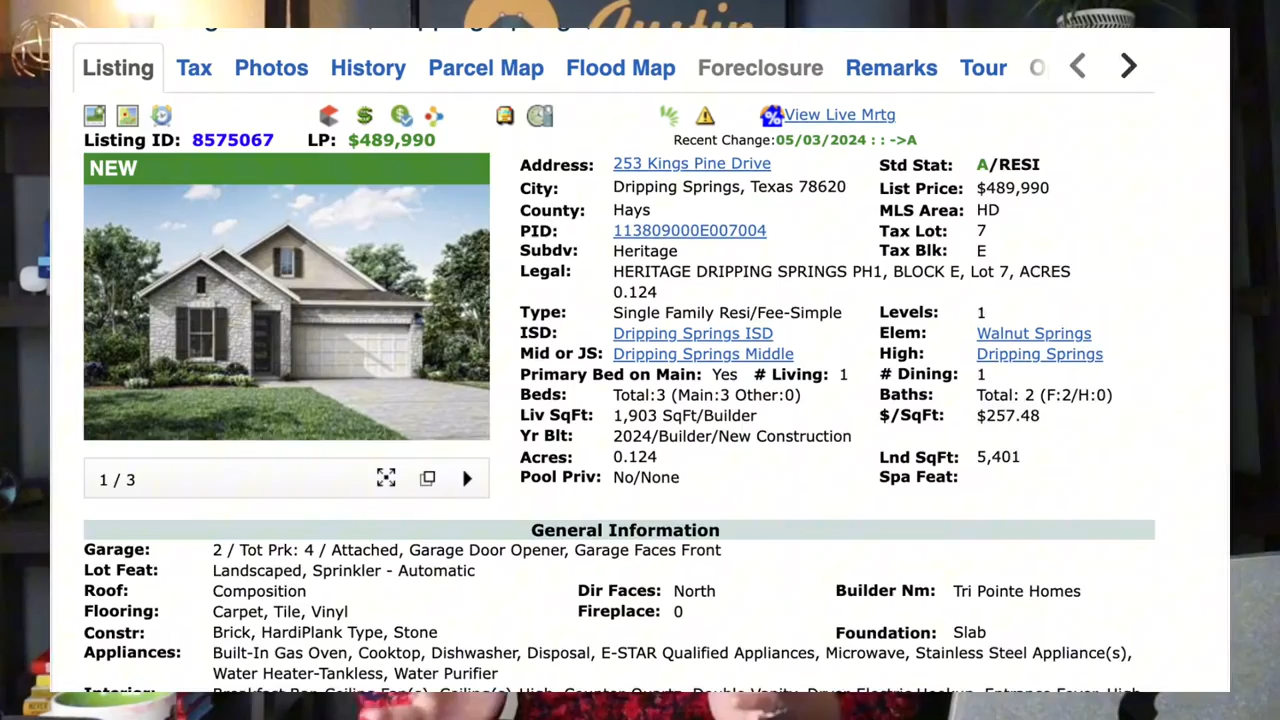 Austin
Listing Tax Photos History Parcel Map Flood Map Foreclosure Remarks Tour O
View Live Mrtg
Listing ID: 8575067 LP: $489,990 Recent Change:05/03/2024 : : ->A
NEW
Address: 253 Kings Pine Drive Std Stat: A/RESI
City: Dripping Springs, Texas 78620 List Price: $489,990
County: Hays MLS Area: HD
PID: 113809000E007004 Tax Lot: 7
Subdv: Heritage Tax Blk: E
Legal: HERITAGE DRIPPING SPRINGS PH1, BLOCK E, Lot 7, ACRES
0.124
Type: Single Family Resi/Fee-Simple Levels: 1
ISD: Dripping Springs ISD Elem: Walnut Springs
Mid or JS: Dripping Springs Middle High: Dripping Springs
Primary Bed on Main: Yes # Living: 1 # Dining: 1
Beds: Total:3 (Main:3 Other:0) Baths: Total: 2 (F:2/H:0)
Liv SqFt: 1,903 SqFt/Builder $/SqFt: $257.48
Yr Blt: 2024/Builder/New Construction
Acres: 0.124 Lnd SqFt: 5,401
Pool Priv: No/None Spa Feat:
1 / 3
General Information
Garage: 2 / Tot Prk: 4 / Attached, Garage Door Opener, Garage Faces Front
Lot Feat: Landscaped, Sprinkler - Automatic
Roof: Composition Dir Faces: North Builder Nm: Tri Pointe Homes
Flooring: Carpet, Tile, Vinyl Fireplace: 0
Constr: Brick, HardiPlank Type, Stone Foundation: Slab
Appliances: Built-In Gas Oven, Cooktop, Dishwasher, Disposal, E-STAR Qualified Appliances, Microwave, Stainless Steel Appliance(s),
Water Heater-Tankless, Water Purifier